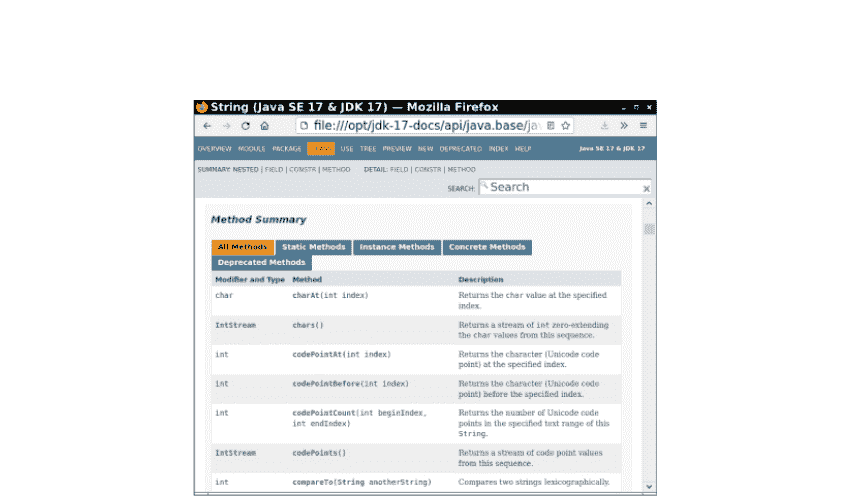 String (Java SE 17 & JDK 17) — Mozilla Firefox
file:///opt/jdk-17-docs/api/java.base/ja
OVERVIEW MODULE PACKAGE CLASS USE TREE PREVIEW NEW DEPRECATED INDEX HELP Java SE 17 & JDK 17
SUMMARY: NESTED | FIELD | CONSTR | METHOD DETAIL: FIELD | CONSTR | METHOD
SEARCH: Search
Method Summary
All Methods Static Methods Instance Methods Concrete Methods
Deprecated Methods
Modifier and Type Method Description
char charAt(int index) Returns the char value at the specified
index.
IntStream chars() Returns a stream of int zero-extending
the char values from this sequence.
int codePointAt(int index) Returns the character (Unicode code
point) at the specified index.
int codePointBefore(int index) Returns the character (Unicode code
point) before the specified index.
int codePointCount(int beginIndex, Returns the number of Unicode code
int endIndex) points in the specified text range of this
String.
IntStream codePoints() Returns a stream of code point values
from this sequence.
int compareTo(String anotherString) Compares two strings lexicographically.